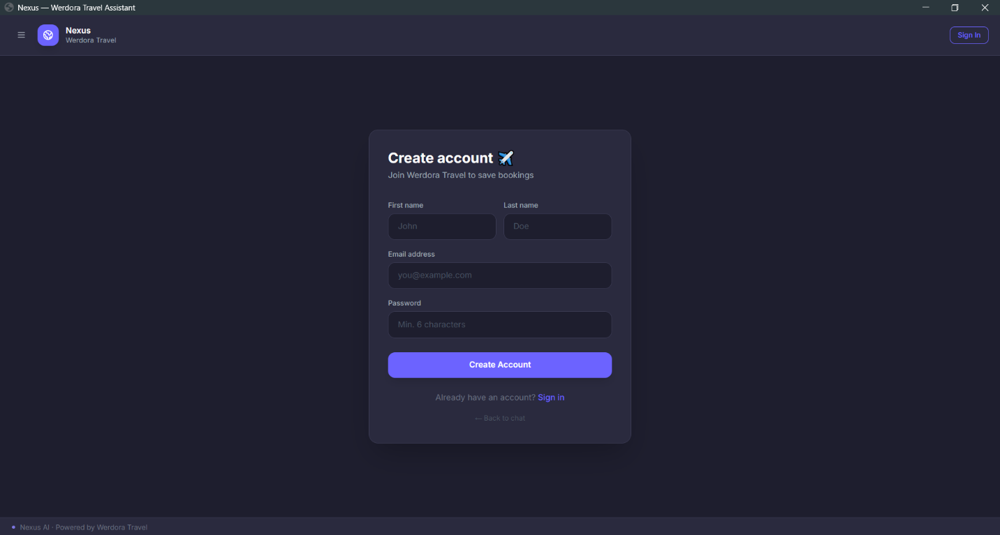 Nexus — Werdora Travel Assistant
Nexus
Werdora Travel
Sign In
Create account
Join Werdora Travel to save bookings
First name
Last name
John
Doe
Email address
you@example.com
Password
Min. 6 characters
Create Account
Already have an account? Sign in
← Back to chat
Nexus AI · Powered by Werdora Travel